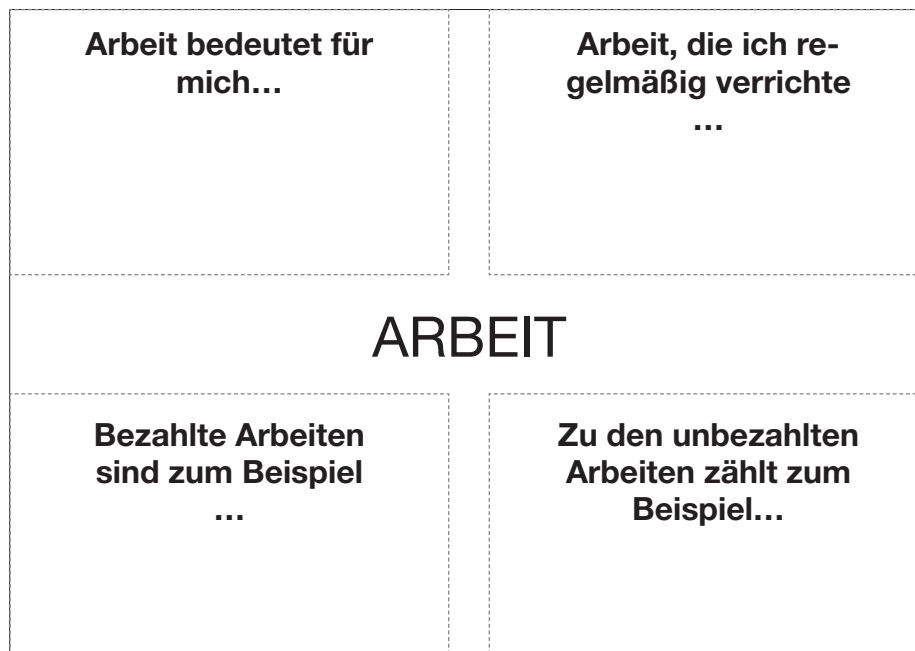 Arbeit bedeutet für
mich...
Arbeit, die ich re-
gelmäßig verrichte
...
ARBEIT
Bezahlte Arbeiten
sind zum Beispiel
...
Zu den unbezahlten
Arbeiten zählt zum
Beispiel...